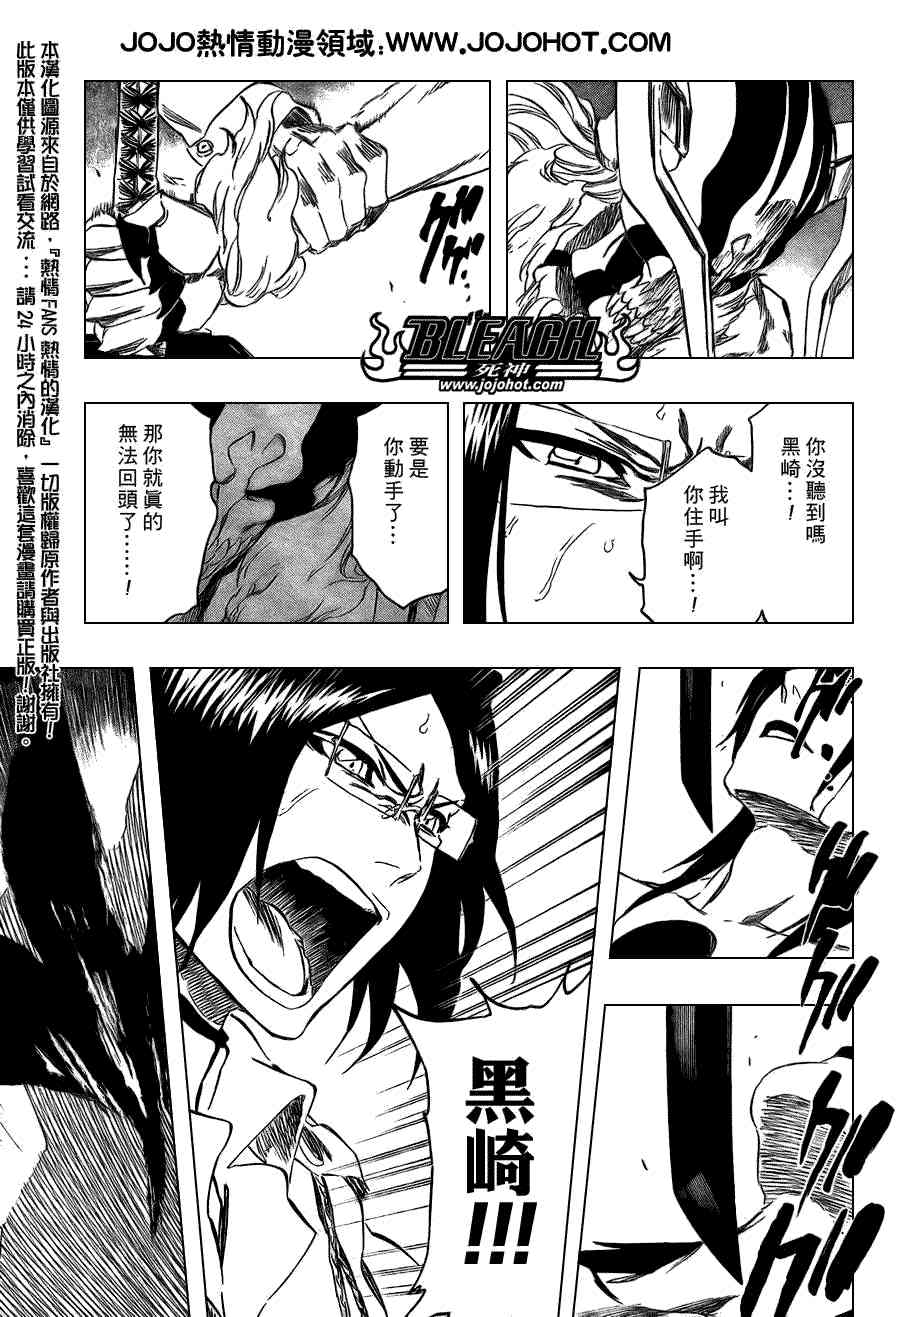 JOJO熱情動漫領域:WWW.JOJOHOT.COM
本漢化圖源來自於網路,『熱情FANS熱情的漢化』一切版權歸原作者與出版社擁有!
此版本僅供學習試看交流...請24小時之內消除,喜歡這套漫畫請購買正版!謝謝。
BLEACH
死神
www.jojohot.com
你沒聽到嗎
黑崎…!
我叫
你住手啊…!
要是
你動手了…
那你就真的
無法回頭了……!
黑崎!!!